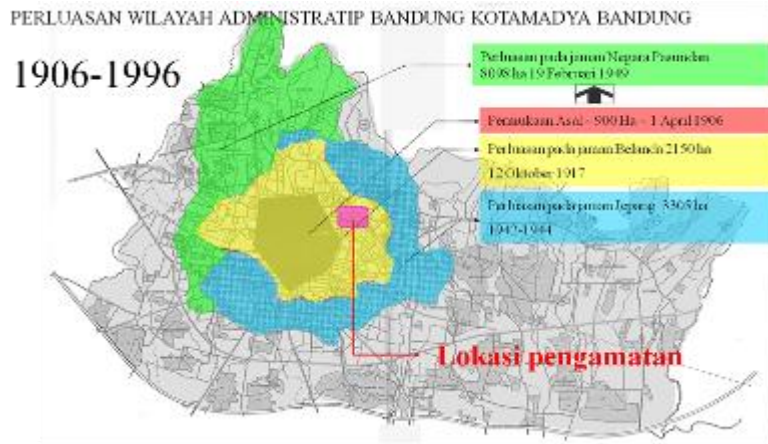 PERLUASAN WILAYAH ADMINISTRATIP BANDUNG KOTAMADYA BANDUNG
1906-1996
Perluasan pada jaman Negara Pasundan
8098 ha 19 Februari 1949
Permukaan Asal - 900 Ha - 1 April 1906
Perluasan pada jaman Belanda 2150 ha
12 Oktober 1917
Perluasan pada jaman Jepang 3305 ha
1942-1944
Lokasi pengamatan